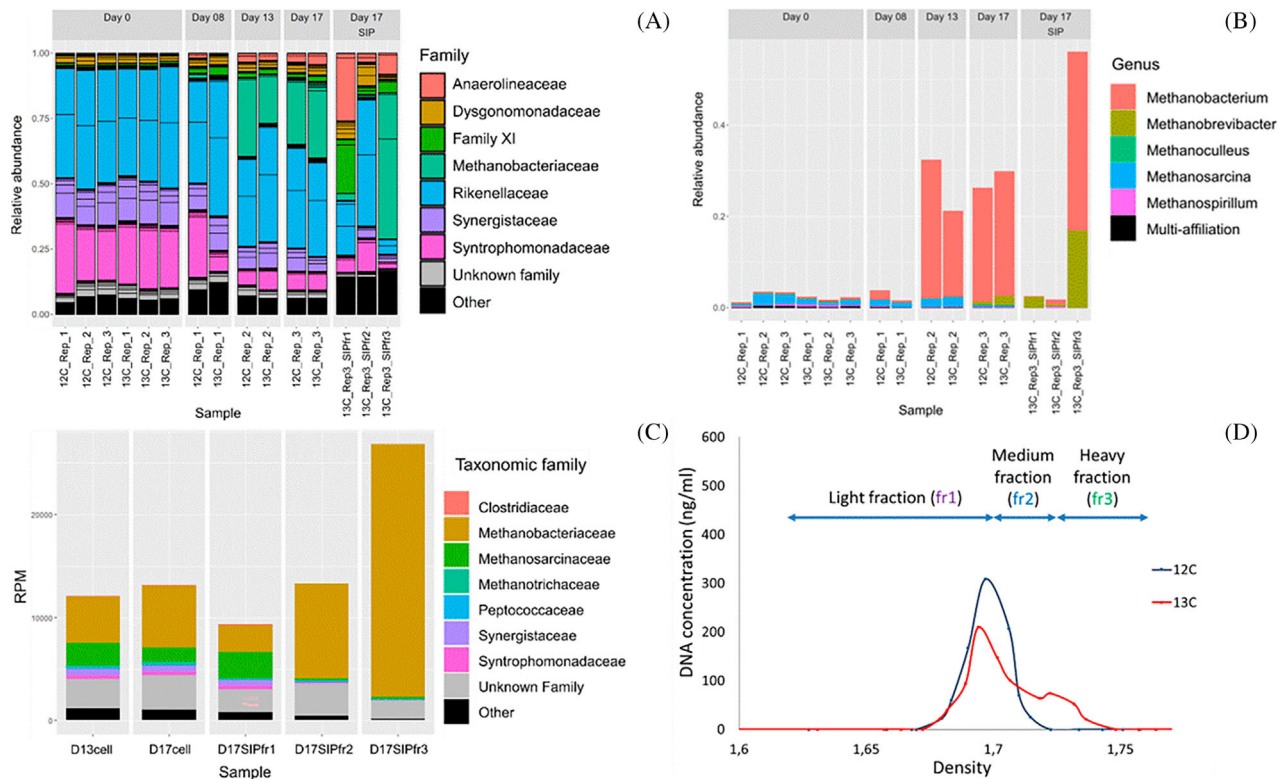 (A)
Day 0
Day 08
Day 13
Day 17
Day 17
SIP
1.00
0.75
0.50
0.25
0.00
Relative abundance
12C_Rep_1
12C_Rep_2
12C_Rep_3
13C_Rep_1
13C_Rep_2
13C_Rep_3
12C_Rep_1
13C_Rep_1
12C_Rep_2
13C_Rep_2
12C_Rep_3
13C_Rep_3
13C_Rep3_SIPfr1
13C_Rep3_SIPfr2
13C_Rep3_SIPfr3
Sample
Family
Anaerolineaceae
Dysgonomonadaceae
Family XI
Methanobacteriaceae
Rikenellaceae
Synergistaceae
Syntrophomonadaceae
Unknown family
Other
(B)
Day 0
Day 08
Day 13
Day 17
Day 17
SIP
0.4
0.2
0.0
Relative abundance
12C_Rep_1
12C_Rep_2
12C_Rep_3
13C_Rep_1
13C_Rep_2
13C_Rep_3
12C_Rep_1
13C_Rep_1
12C_Rep_2
13C_Rep_2
12C_Rep_3
13C_Rep_3
13C_Rep3_SIPfr1
13C_Rep3_SIPfr2
13C_Rep3_SIPfr3
Sample
Genus
Methanobacterium
Methanobrevibacter
Methanoculleus
Methanosarcina
Methanospirillum
Multi-affiliation
(C)
RPM
20000
10000
0
D13cell
D17cell
D17SIPfr1
D17SIPfr2
D17SIPfr3
Sample
Taxonomic family
Clostridiaceae
Methanobacteriaceae
Methanosarcinaceae
Methanotrichaceae
Peptococcaceae
Synergistaceae
Syntrophomonadaceae
Unknown Family
Other
(D)
DNA concentration (ng/ml)
600
500
400
300
200
100
0
1,6
1,65
1,7
1,75
Density
Light fraction (fr1)
Medium
fraction
(fr2)
Heavy
fraction
(fr3)
12C
13C